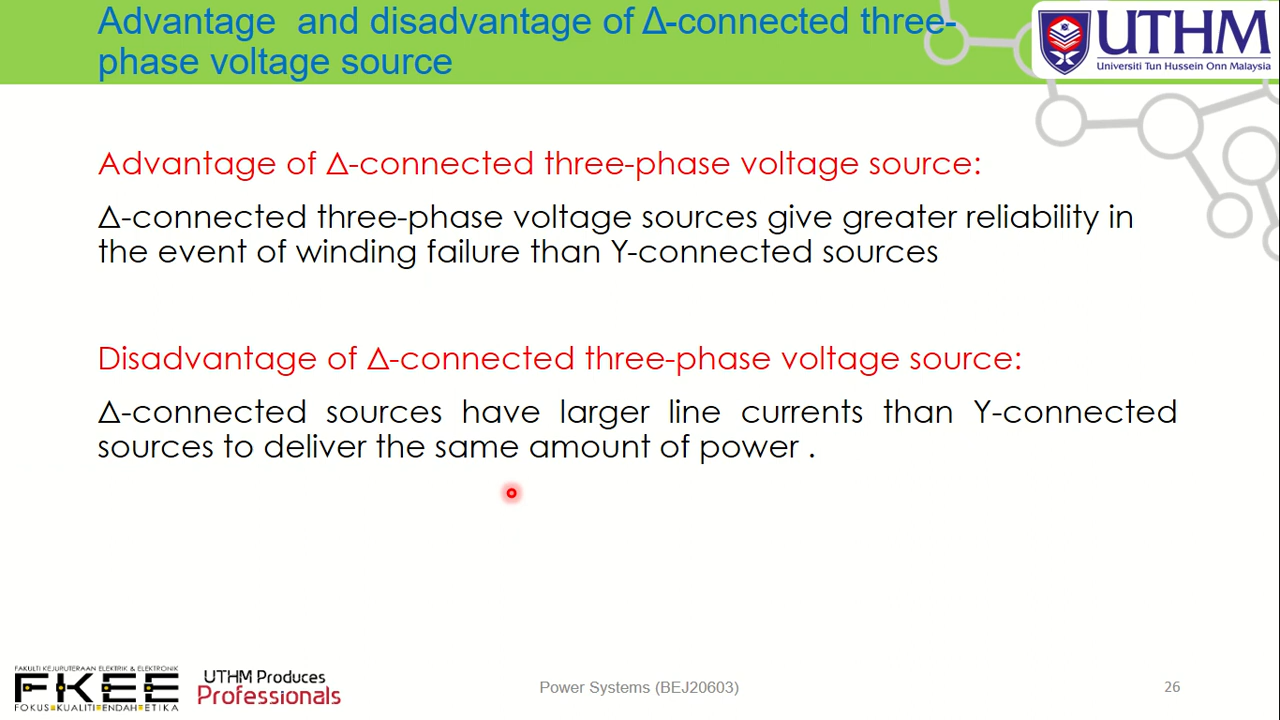 Advantage  and disadvantage of Δ-connected three-
phase voltage source
UTHM
Universiti Tun Hussein Onn Malaysia
Advantage of Δ-connected three-phase voltage source:
Δ-connected three-phase voltage sources give greater reliability in
the event of winding failure than Y-connected sources
Disadvantage of Δ-connected three-phase voltage source:
Δ-connected sources have larger line currents than Y-connected
sources to deliver the same amount of power .
FAKULTI KEJURUTERAAN ELEKTRIK & ELEKTRONIK
FKEE
FOKUS KUALITI ENDAH ETIKA
UTHM Produces
Professionals
Power Systems (BEJ20603)
26